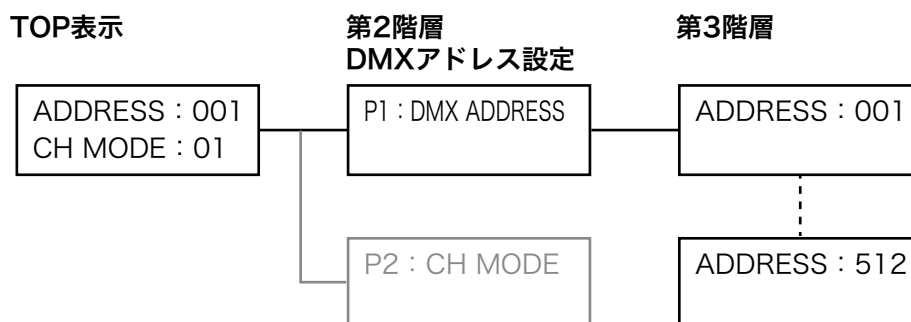 TOP表示
第2階層
DMXアドレス設定
第3階層
ADDRESS：001
CH MODE：01
P1：DMX ADDRESS
ADDRESS：001
P2：CH MODE
ADDRESS：512